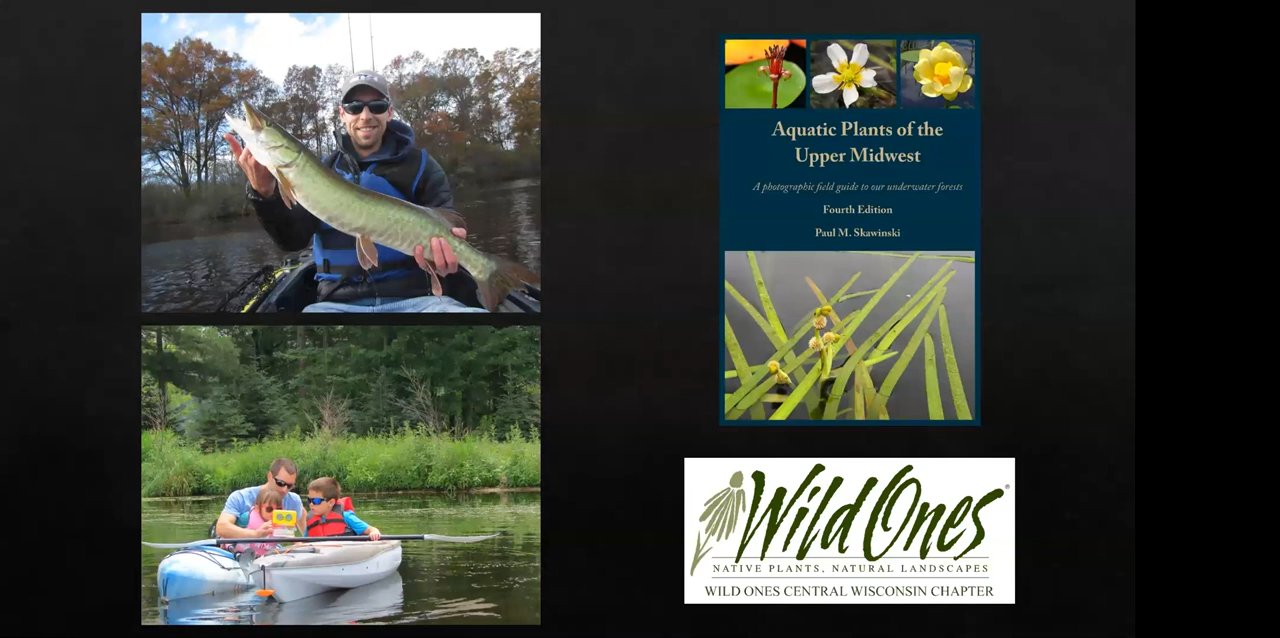 Aquatic Plants of the
Upper Midwest
A photographic field guide to our underwater forests
Fourth Edition
Paul M. Skawinski
Wild Ones®
NATIVE PLANTS, NATURAL LANDSCAPES
WILD ONES CENTRAL WISCONSIN CHAPTER